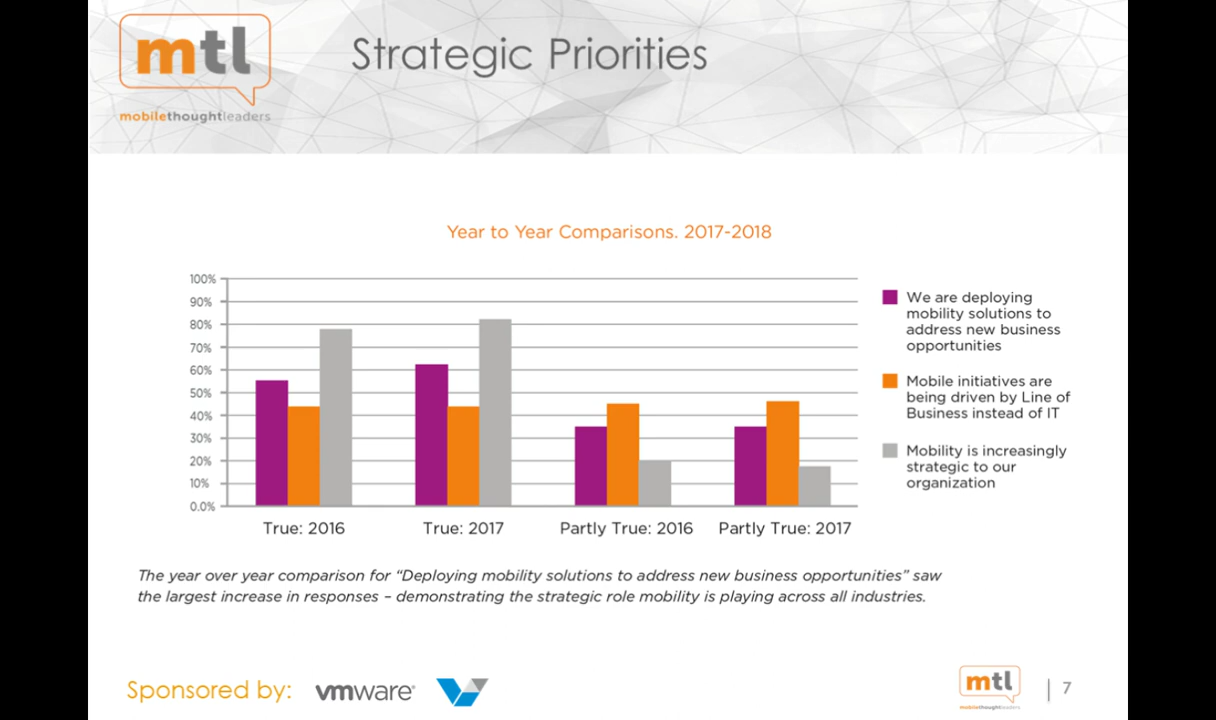 mtl
mobilethoughtleaders
Strategic Priorities
Year to Year Comparisons. 2017-2018
100%
90%
80%
70%
60%
50%
40%
30%
20%
10%
0.0%
True: 2016
True: 2017
Partly True: 2016
Partly True: 2017
We are deploying
mobility solutions to
address new business
opportunities
Mobile initiatives are
being driven by Line of
Business instead of IT
Mobility is increasingly
strategic to our
organization
The year over year comparison for “Deploying mobility solutions to address new business opportunities” saw
the largest increase in responses – demonstrating the strategic role mobility is playing across all industries.
Sponsored by:
vmware®
mtl
mobilethoughtleaders
7